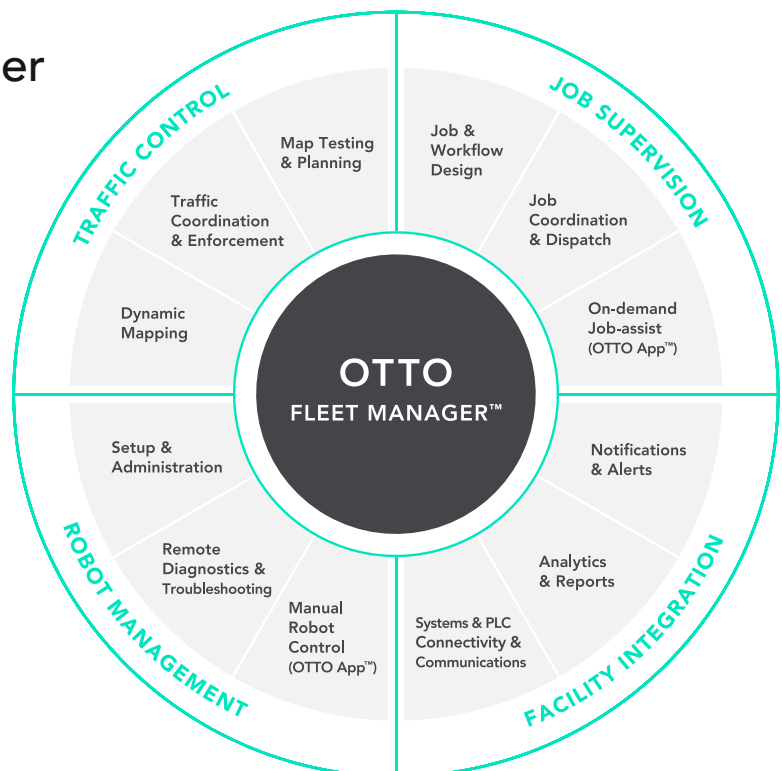 er
TRAFFIC CONTROL
Map Testing
& Planning
Traffic
Coordination
& Enforcement
Dynamic
Mapping
JOB SUPERVISION
Job &
Workflow
Design
Job
Coordination
& Dispatch
On-demand
Job-assist
(OTTO App™)
OTTO
FLEET MANAGER™
ROBOT MANAGEMENT
Setup &
Administration
Remote
Diagnostics &
Troubleshooting
Manual
Robot
Control
(OTTO App™)
FACILITY INTEGRATION
Notifications
& Alerts
Analytics
& Reports
Systems & PLC
Connectivity &
Communications